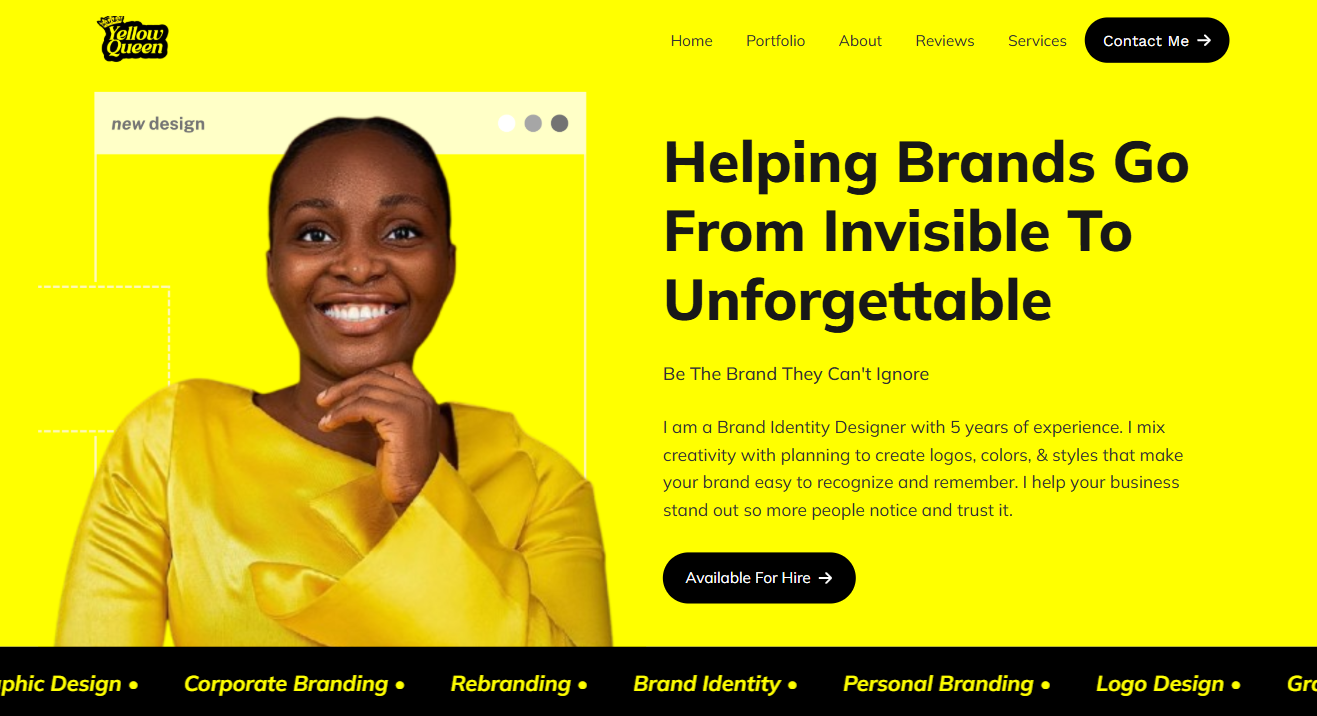 Yellow
Queen
Home Portfolio About Reviews Services Contact Me →
new design
Helping Brands Go
From Invisible To
Unforgettable
Be The Brand They Can't Ignore
I am a Brand Identity Designer with 5 years of experience. I mix
creativity with planning to create logos, colors, & styles that make
your brand easy to recognize and remember. I help your business
stand out so more people notice and trust it.
Available For Hire →
phic Design • Corporate Branding • Rebranding • Brand Identity • Personal Branding • Logo Design • Gra